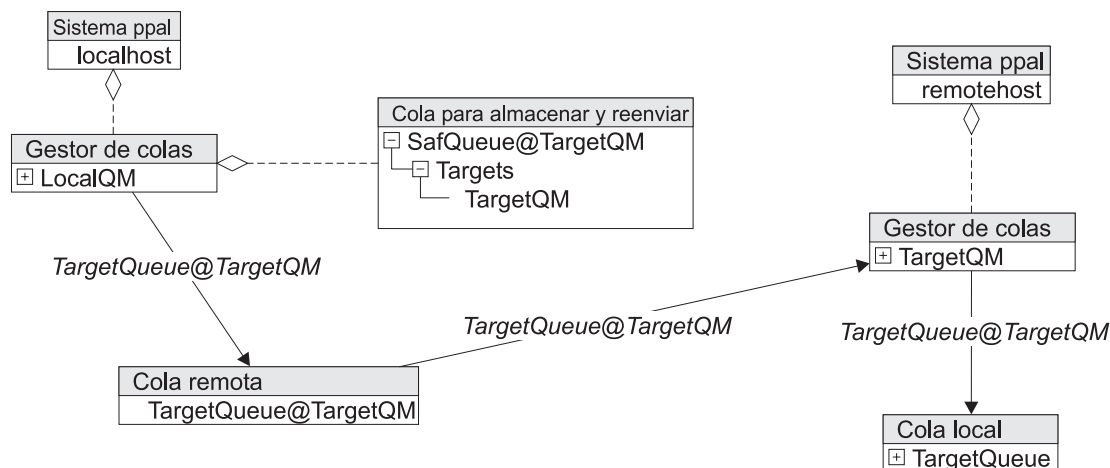 Sistema ppal
localhost
Sistema ppal
remotehost
Cola para almacenar y reenviar
SafQueue@TargetQM
Targets
TargetQM
Gestor de colas
LocalQM
Gestor de colas
TargetQM
TargetQueue@TargetQM
TargetQueue@TargetQM
TargetQueue@TargetQM
Cola remota
TargetQueue@TargetQM
Cola local
TargetQueue